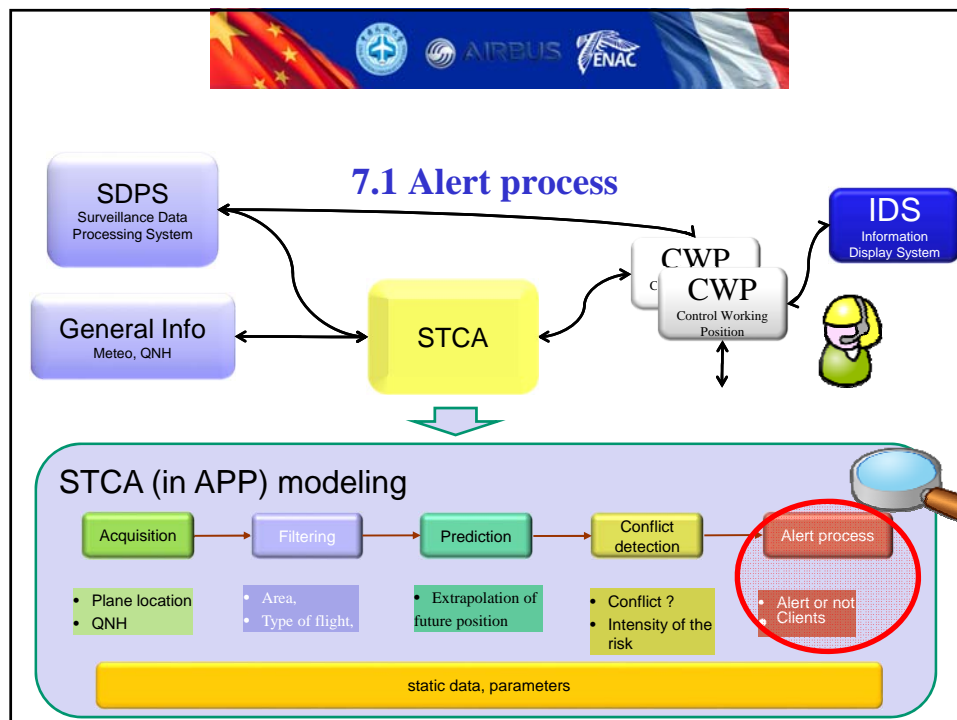 AIRBUS
ENAC
7.1 Alert process
SDPS
Surveillance Data
Processing System
General Info
Meteo, QNH
STCA
CWP
C
CWP
Control Working
Position
IDS
Information
Display System
STCA (in APP) modeling
Acquisition
Filtering
Prediction
Conflict
detection
Alert process
• Plane location
• QNH
• Area,
• Type of flight,
• Extrapolation of
future position
• Conflict ?
• Intensity of the
risk
• Alert or not
• Clients
static data, parameters